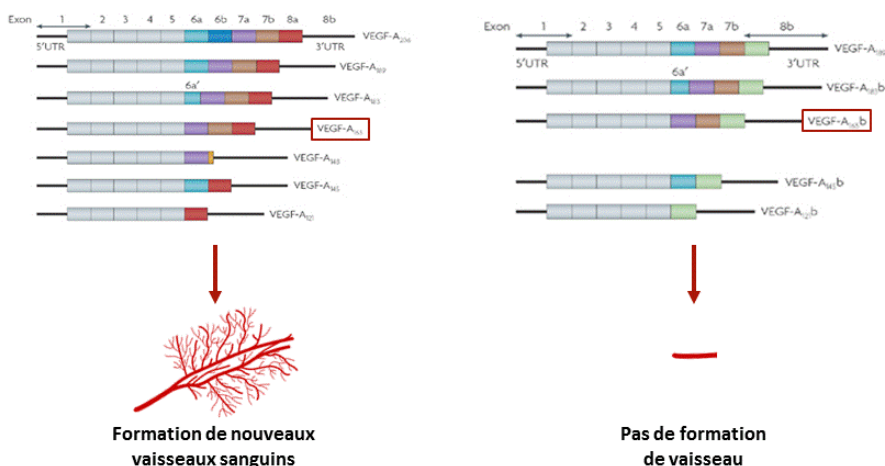 Exon 1 2 3 4 5 6a 6b 7a 7b 8a 8b
5'UTR 3'UTR VEGF-A206
VEGF-A189
6a'
VEGF-A183
VEGF-A165
VEGF-A148
VEGF-A145
VEGF-A121
Formation de nouveaux
vaisseaux sanguins
Exon 1 2 3 4 5 6a 7a 7b 8b
5'UTR 3'UTR VEGF-A189
6a'
VEGF-A183b
VEGF-A165b
VEGF-A145b
VEGF-A121b
Pas de formation
de vaisseau